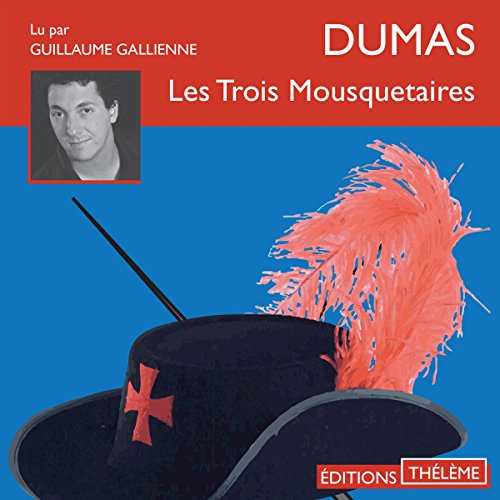 Lu par
GUILLAUME GALLIENNE
DUMAS
Les Trois Mousquetaires
ÉDITIONS THÉLÈME